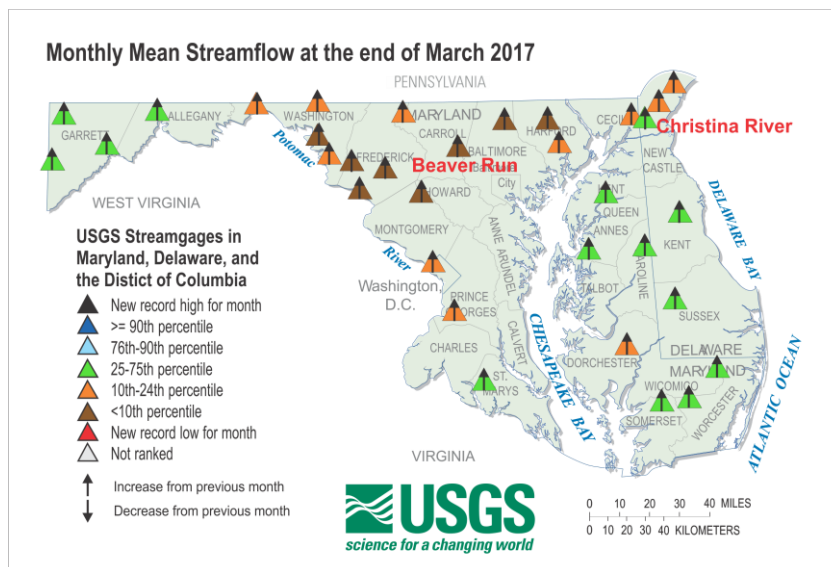 Monthly Mean Streamflow at the end of March 2017
PENNSYLVANIA
GARRETT
ALLEGANY
WASHINGTON
MARYLAND
CARROLL
HARFORD
CECIL
Christina River
Potomac
FREDERICK
Beaver Run
BALTIMORE
City
NEW
CASTLE
HOWARD
KENT
QUEEN
ANNES
DELAWARE BAY
WEST VIRGINIA
MONTGOMERY
ANNE ARUNDEL
KENT
River
TALBOT
Washington,
D.C.
PRINCE
CAROLINE
SUSSEX
CALVERT
CHESAPEAKE BAY
CHARLES
DORCHESTER
DELAWARE
MARYLAND
ST.
MARYS
WICOMICO
SOMERSET
WORCESTER
ATLANTIC OCEAN
VIRGINIA
USGS Streamgages in
Maryland, Delaware, and
the Distict of Columbia
New record high for month
>= 90th percentile
76th-90th percentile
25-75th percentile
10th-24th percentile
<10th percentile
New record low for month
Not ranked
Increase from previous month
Decrease from previous month
USGS
science for a changing world
0 10 20 30 40 MILES
0 10 20 30 40 KILOMETERS